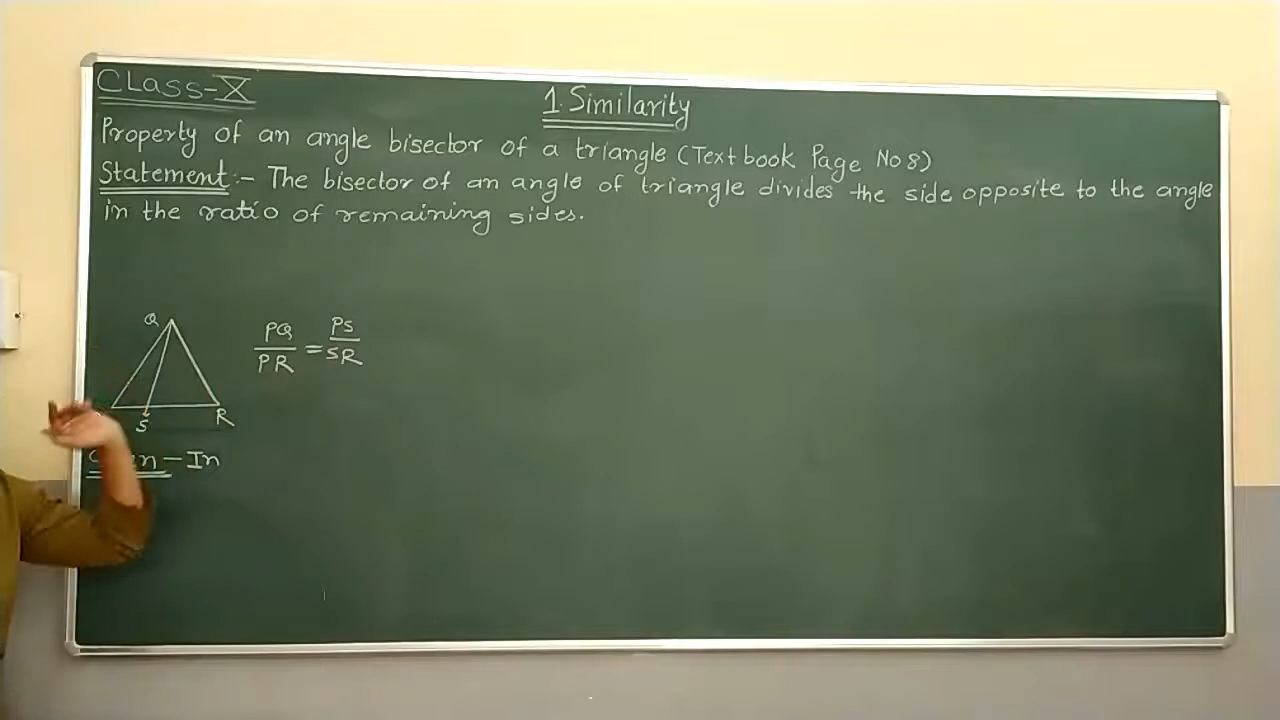 CLass-X
1. Similarity
Property of an angle bisector of a triangle (Text book Page No 8)
Statement :- The bisector of an angle of triangle divides the side opposite to the angle
in the ratio of remaining sides.
Q
PQ/PR = PS/SR
S R
- In